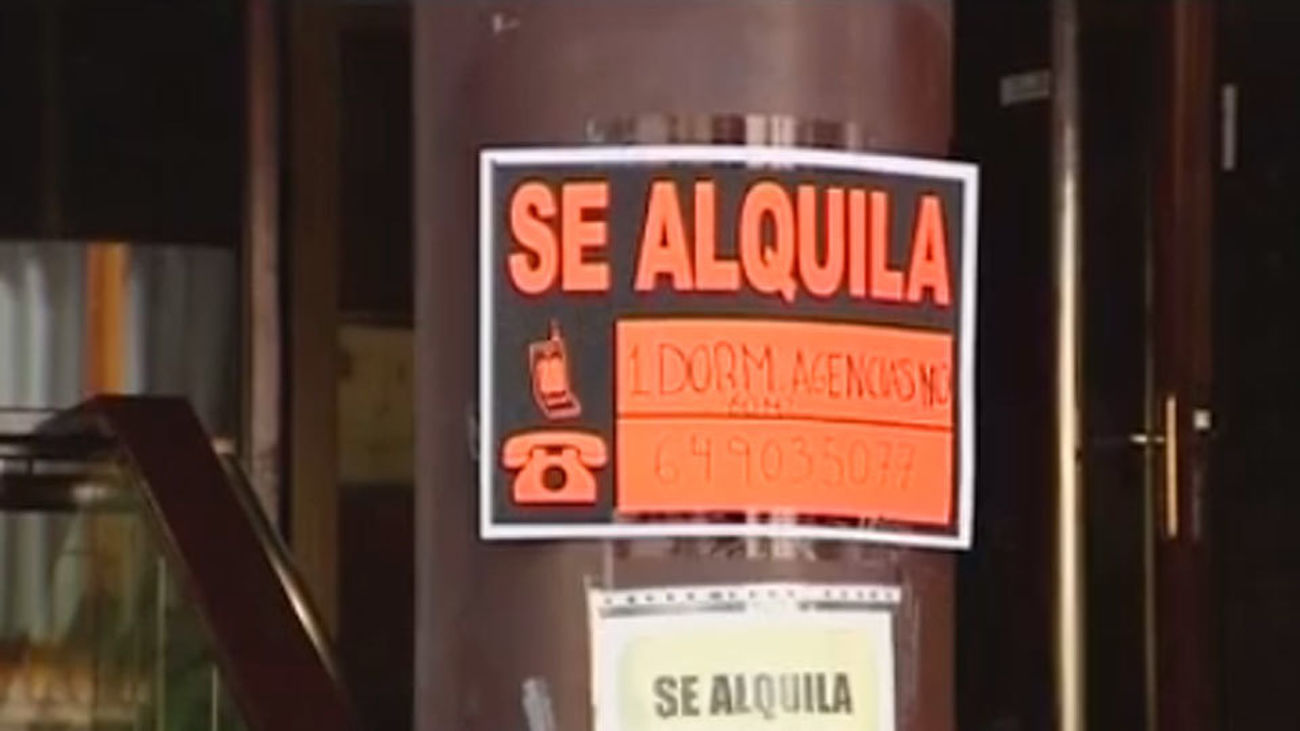 SE ALQUILA
1 DORM. AGENCIAS NO
649035077
SE ALQUILA